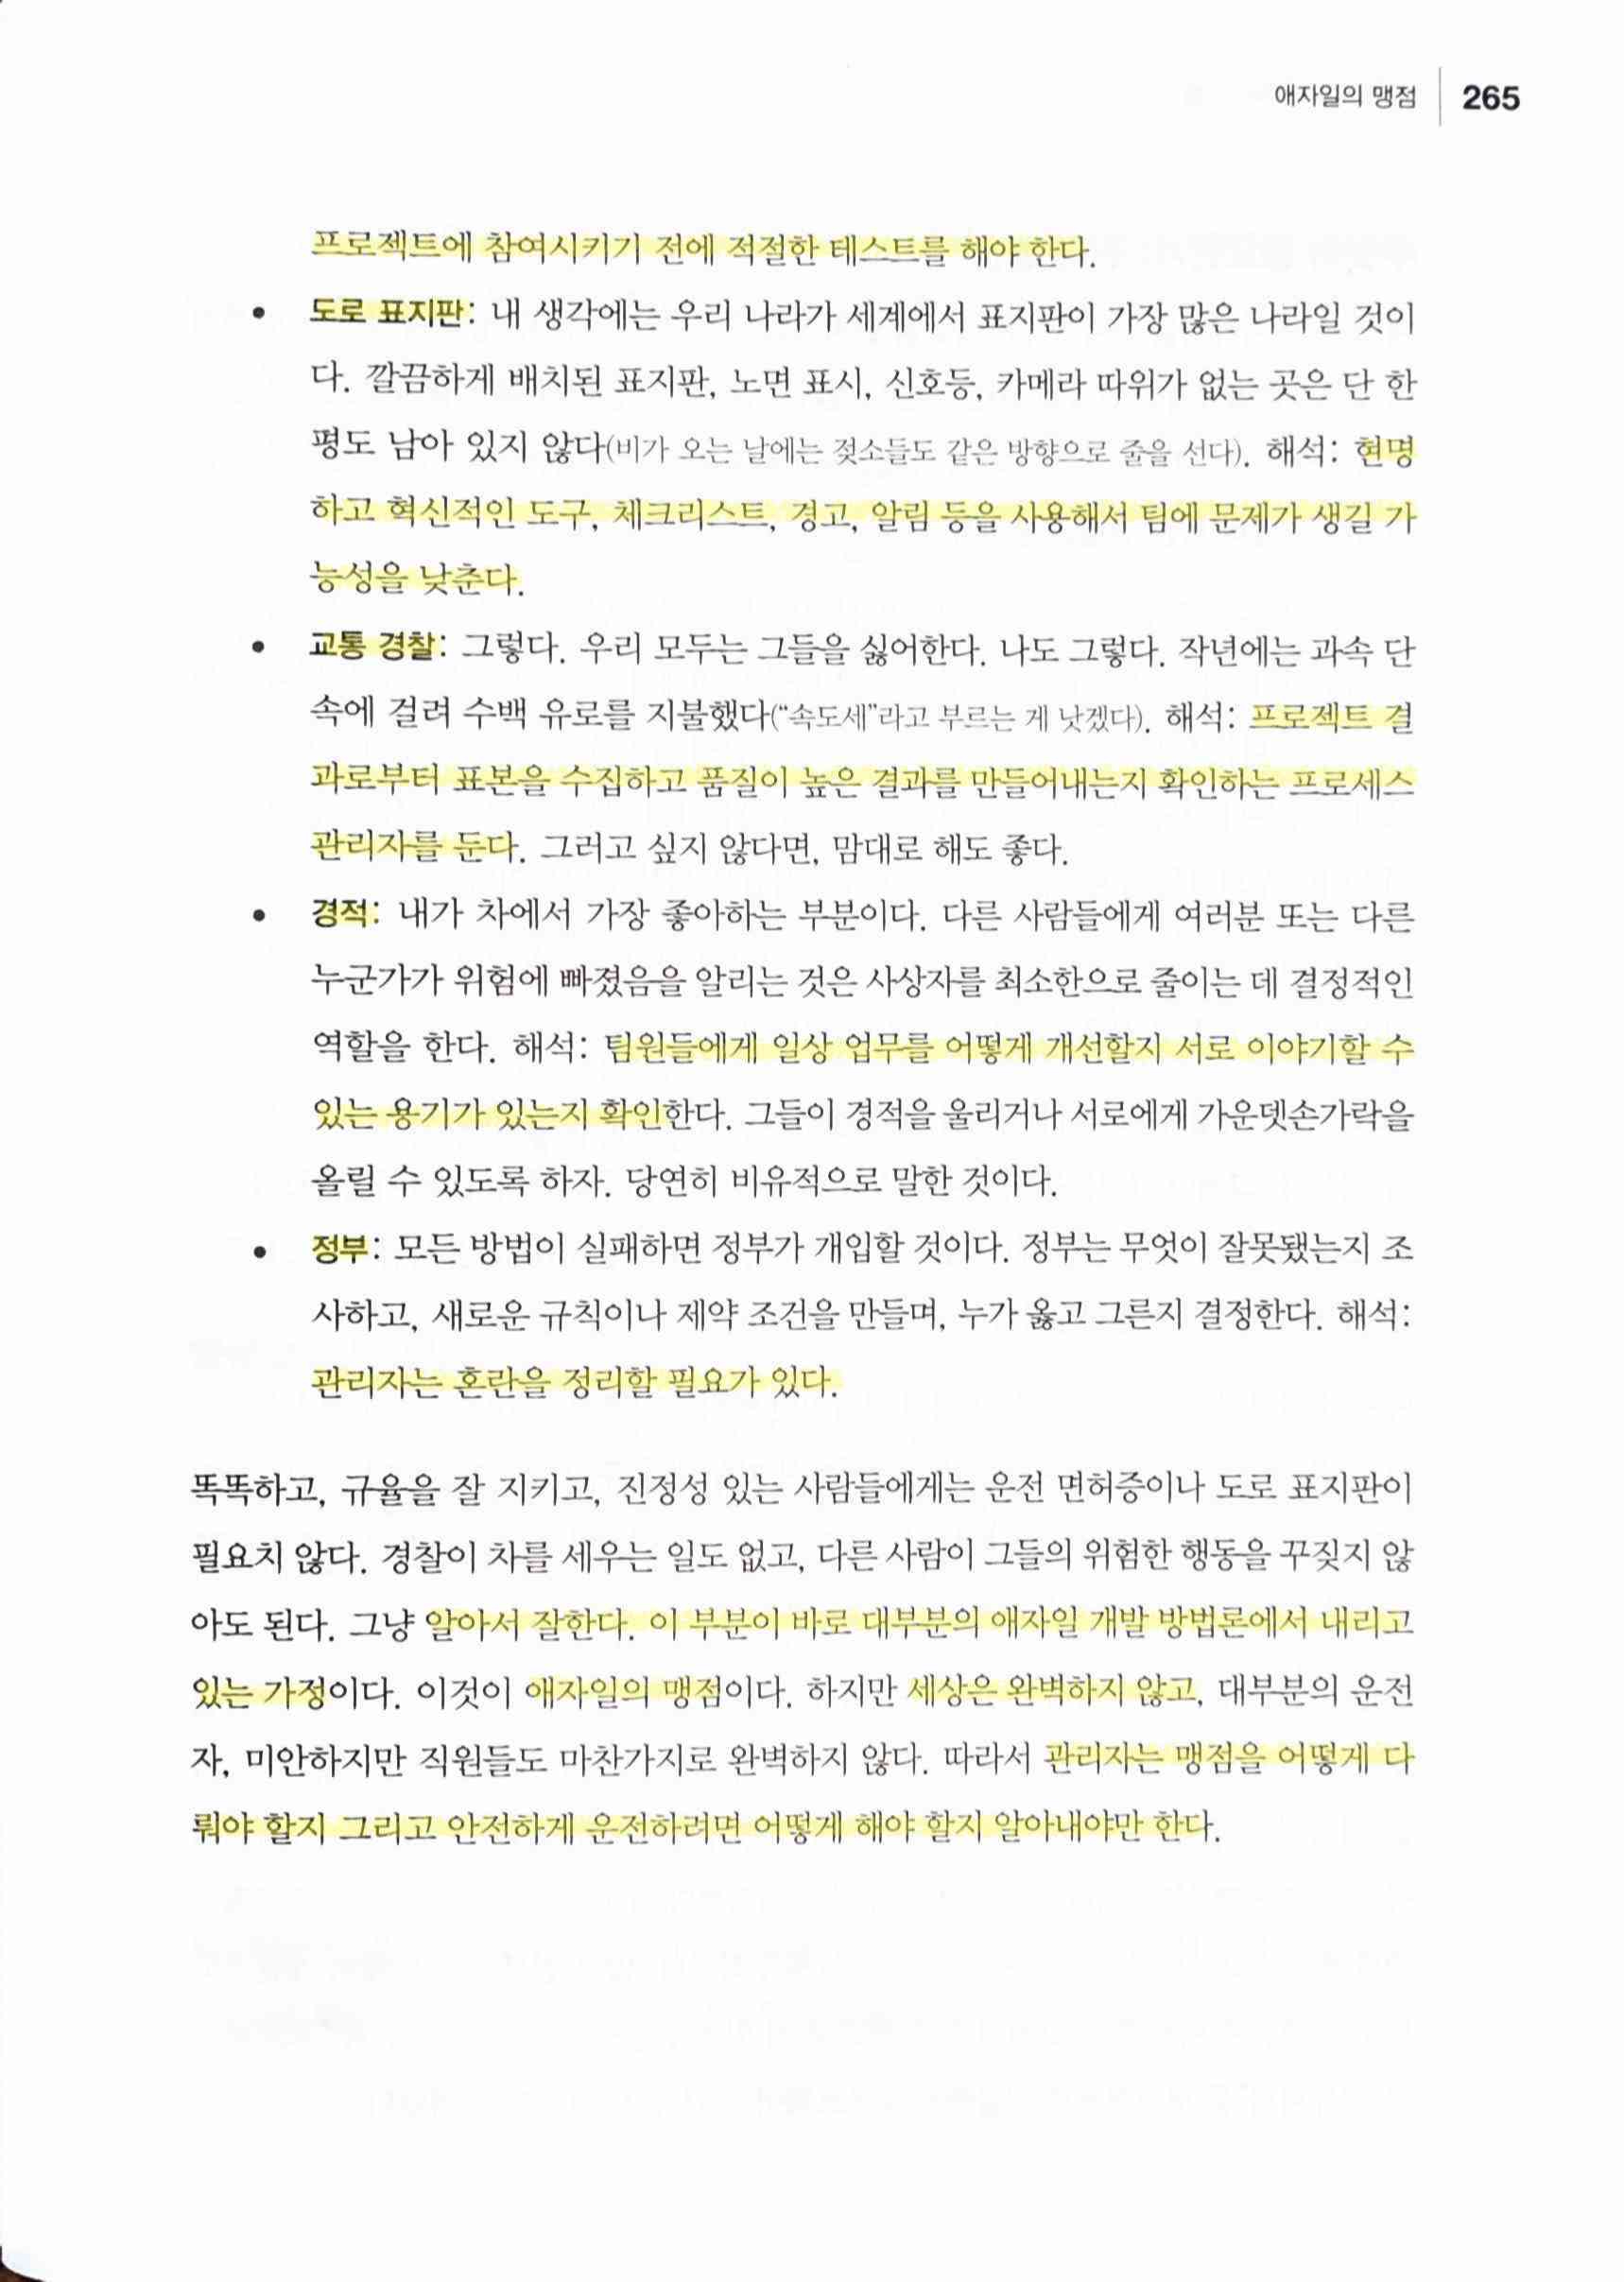 애자일의 맹점 265
프로젝트에 참여시키기 전에 적절한 테스트를 해야 한다.
• 도로 표지판: 내 생각에는 우리 나라가 세계에서 표지판이 가장 많은 나라일 것이
다. 깔끔하게 배치된 표지판, 노면 표시, 신호등, 카메라 따위가 없는 곳은 단 한
평도 남아 있지 않다(비가 오는 날에는 젖소들도 같은 방향으로 줄을 선다). 해석: 현명
하고 혁신적인 도구, 체크리스트, 경고, 알림 등을 사용해서 팀에 문제가 생길 가
능성을 낮춘다.
• 교통 경찰: 그렇다. 우리 모두는 그들을 싫어한다. 나도 그렇다. 작년에는 과속 단
속에 걸려 수백 유로를 지불했다(“속도세”라고 부르는 게 낫겠다). 해석: 프로젝트 결
과로부터 표본을 수집하고 품질이 높은 결과를 만들어내는지 확인하는 프로세스
관리자를 둔다. 그러고 싶지 않다면, 맘대로 해도 좋다.
• 경적: 내가 차에서 가장 좋아하는 부분이다. 다른 사람들에게 여러분 또는 다른
누군가가 위험에 빠졌음을 알리는 것은 사상자를 최소한으로 줄이는 데 결정적인
역할을 한다. 해석: 팀원들에게 일상 업무를 어떻게 개선할지 서로 이야기할 수
있는 용기가 있는지 확인한다. 그들이 경적을 울리거나 서로에게 가운뎃손가락을
올릴 수 있도록 하자. 당연히 비유적으로 말한 것이다.
• 정부: 모든 방법이 실패하면 정부가 개입할 것이다. 정부는 무엇이 잘못됐는지 조
사하고, 새로운 규칙이나 제약 조건을 만들며, 누가 옳고 그른지 결정한다. 해석:
관리자는 혼란을 정리할 필요가 있다.
똑똑하고, 규율을 잘 지키고, 진정성 있는 사람들에게는 운전 면허증이나 도로 표지판이
필요치 않다. 경찰이 차를 세우는 일도 없고, 다른 사람이 그들의 위험한 행동을 꾸짖지 않
아도 된다. 그냥 알아서 잘한다. 이 부분이 바로 대부분의 애자일 개발 방법론에서 내리고
있는 가정이다. 이것이 애자일의 맹점이다. 하지만 세상은 완벽하지 않고, 대부분의 운전
자, 미안하지만 직원들도 마찬가지로 완벽하지 않다. 따라서 관리자는 맹점을 어떻게 다
뤄야 할지 그리고 안전하게 운전하려면 어떻게 해야 할지 알아내야만 한다.